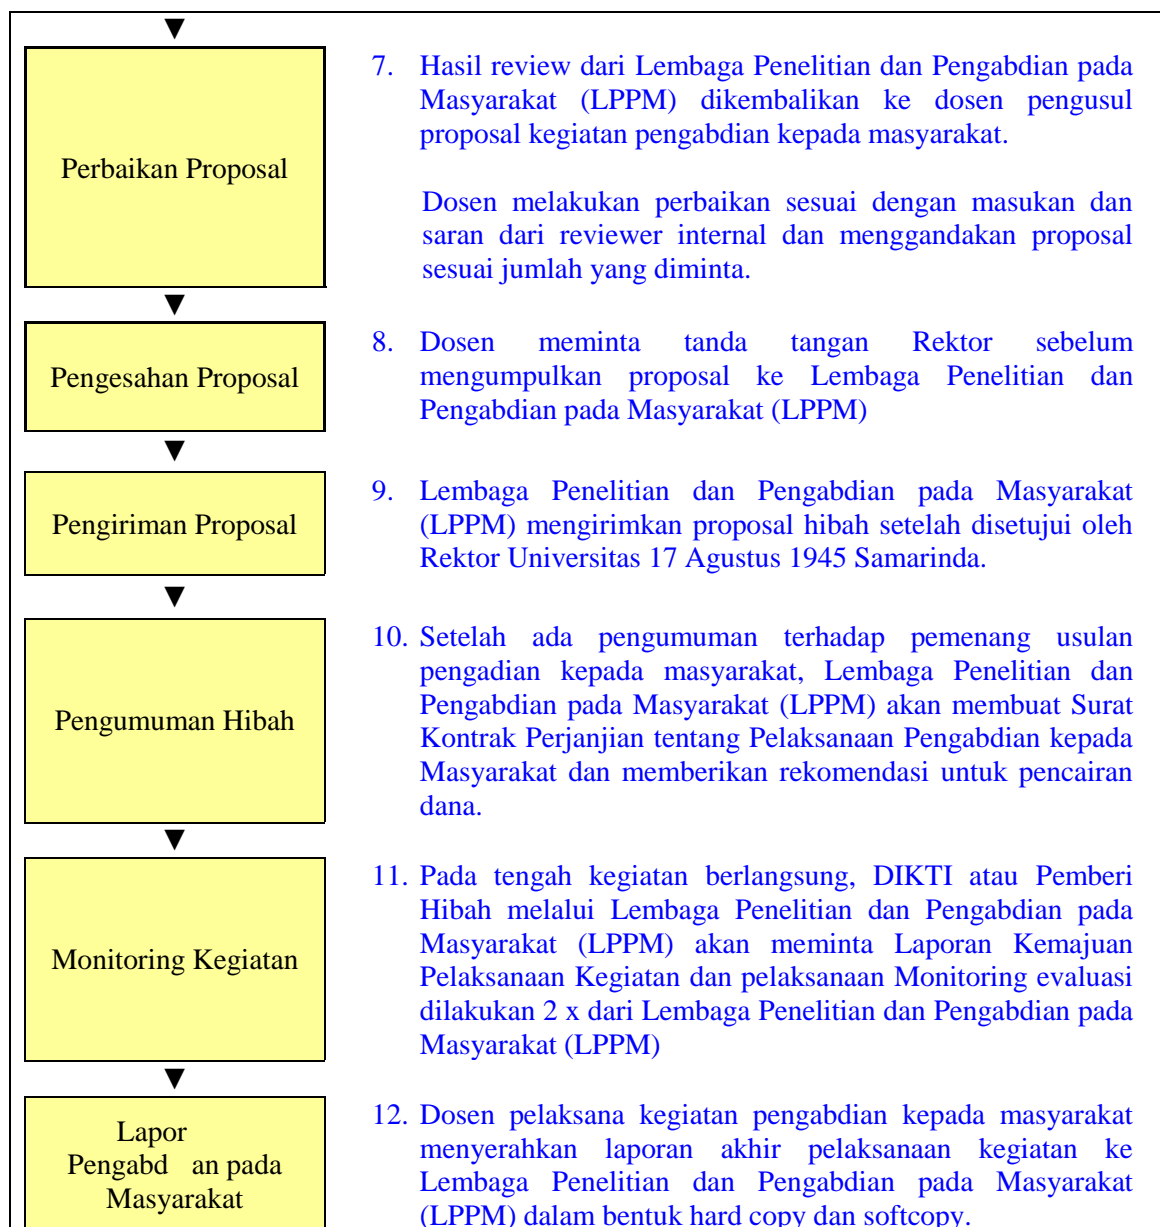 ▼
Perbaikan Proposal
7. Hasil review dari Lembaga Penelitian dan Pengabdian pada
Masyarakat (LPPM) dikembalikan ke dosen pengusul
proposal kegiatan pengabdian kepada masyarakat.
Dosen melakukan perbaikan sesuai dengan masukan dan
saran dari reviewer internal dan menggandakan proposal
sesuai jumlah yang diminta.
▼
Pengesahan Proposal
8. Dosen meminta tanda tangan Rektor sebelum
mengumpulkan proposal ke Lembaga Penelitian dan
Pengabdian pada Masyarakat (LPPM)
▼
Pengiriman Proposal
9. Lembaga Penelitian dan Pengabdian pada Masyarakat
(LPPM) mengirimkan proposal hibah setelah disetujui oleh
Rektor Universitas 17 Agustus 1945 Samarinda.
▼
Pengumuman Hibah
10. Setelah ada pengumuman terhadap pemenang usulan
pengadian kepada masyarakat, Lembaga Penelitian dan
Pengabdian pada Masyarakat (LPPM) akan membuat Surat
Kontrak Perjanjian tentang Pelaksanaan Pengabdian kepada
Masyarakat dan memberikan rekomendasi untuk pencairan
dana.
▼
Monitoring Kegiatan
11. Pada tengah kegiatan berlangsung, DIKTI atau Pemberi
Hibah melalui Lembaga Penelitian dan Pengabdian pada
Masyarakat (LPPM) akan meminta Laporan Kemajuan
Pelaksanaan Kegiatan dan pelaksanaan Monitoring evaluasi
dilakukan 2 x dari Lembaga Penelitian dan Pengabdian pada
Masyarakat (LPPM)
▼
Lapor
Pengabd an pada
Masyarakat
12. Dosen pelaksana kegiatan pengabdian kepada masyarakat
menyerahkan laporan akhir pelaksanaan kegiatan ke
Lembaga Penelitian dan Pengabdian pada Masyarakat
(LPPM) dalam bentuk hard copy dan softcopy.